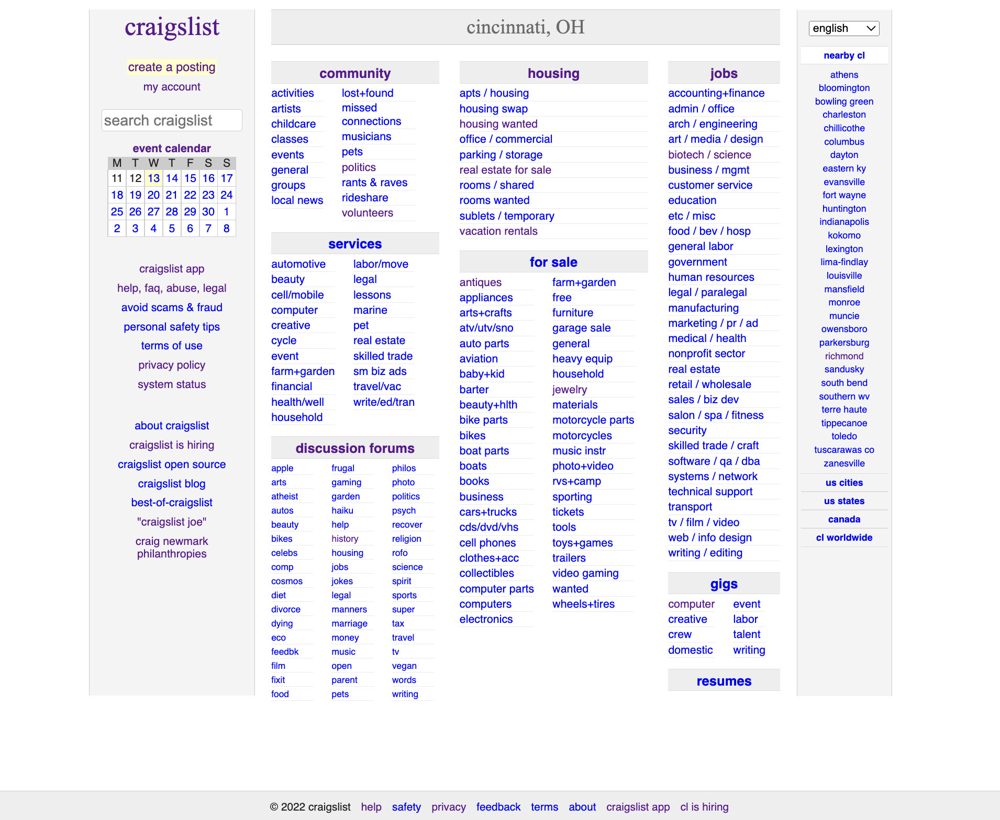 craigslist
create a posting
my account
search craigslist
event calendar
M T W T F S S
11 12 13 14 15 16 17
18 19 20 21 22 23 24
25 26 27 28 29 30 1
2 3 4 5 6 7 8
craigslist app
help, faq, abuse, legal
avoid scams & fraud
personal safety tips
terms of use
privacy policy
system status
about craigslist
craigslist is hiring
craigslist open source
craigslist blog
best-of-craigslist
"craigslist joe"
craig newmark
philanthropies
cincinnati, OH
community
activities
artists
childcare
classes
events
general
groups
local news
lost+found
missed
connections
musicians
pets
politics
rants & raves
rideshare
volunteers
services
automotive
beauty
cell/mobile
computer
creative
cycle
event
farm+garden
financial
health/well
household
labor/move
legal
lessons
marine
pet
real estate
skilled trade
sm biz ads
travel/vac
write/ed/tran
discussion forums
apple
arts
atheist
autos
beauty
bikes
celebs
comp
cosmos
diet
divorce
dying
eco
feedbk
film
fixit
food
frugal
gaming
garden
haiku
help
history
housing
jobs
jokes
legal
manners
marriage
money
music
open
parent
pets
philos
photo
politics
psych
recover
religion
rofo
science
spirit
sports
super
tax
travel
tv
vegan
words
writing
housing
apts / housing
housing swap
housing wanted
office / commercial
parking / storage
real estate for sale
rooms / shared
rooms wanted
sublets / temporary
vacation rentals
for sale
antiques
appliances
arts+crafts
atv/utv/sno
auto parts
aviation
baby+kid
barter
beauty+hlth
bike parts
bikes
boat parts
boats
books
business
cars+trucks
cds/dvd/vhs
cell phones
clothes+acc
collectibles
computer parts
computers
electronics
farm+garden
free
furniture
garage sale
general
heavy equip
household
jewelry
materials
motorcycle parts
motorcycles
music instr
photo+video
rvs+camp
sporting
tickets
tools
toys+games
trailers
video gaming
wanted
wheels+tires
jobs
accounting+finance
admin / office
arch / engineering
art / media / design
biotech / science
business / mgmt
customer service
education
etc / misc
food / bev / hosp
general labor
government
human resources
legal / paralegal
manufacturing
marketing / pr / ad
medical / health
nonprofit sector
real estate
retail / wholesale
sales / biz dev
salon / spa / fitness
security
skilled trade / craft
software / qa / dba
systems / network
technical support
transport
tv / film / video
web / info design
writing / editing
gigs
computer
creative
crew
domestic
event
labor
talent
writing
resumes
english
nearby cl
athens
bloomington
bowling green
charleston
chillicothe
columbus
dayton
eastern ky
evansville
fort wayne
huntington
indianapolis
kokomo
lexington
lima-findlay
louisville
mansfield
monroe
muncie
owensboro
parkersburg
richmond
sandusky
south bend
southern wv
terre haute
tippecanoe
toledo
tuscarawas co
zanesville
us cities
us states
canada
cl worldwide
© 2022 craigslist help safety privacy feedback terms about craigslist app cl is hiring